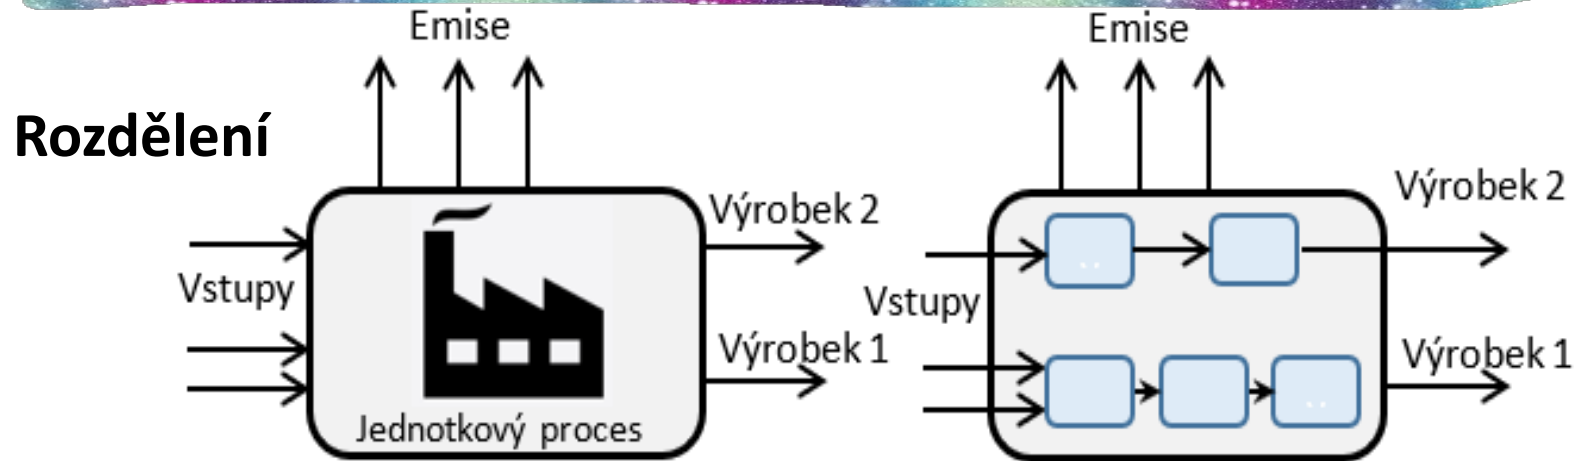 Emise
Emise
Rozdělení
Výrobek 2
Výrobek 2
Vstupy
Vstupy
Výrobek 1
Výrobek 1
Jednotkový proces
..
..